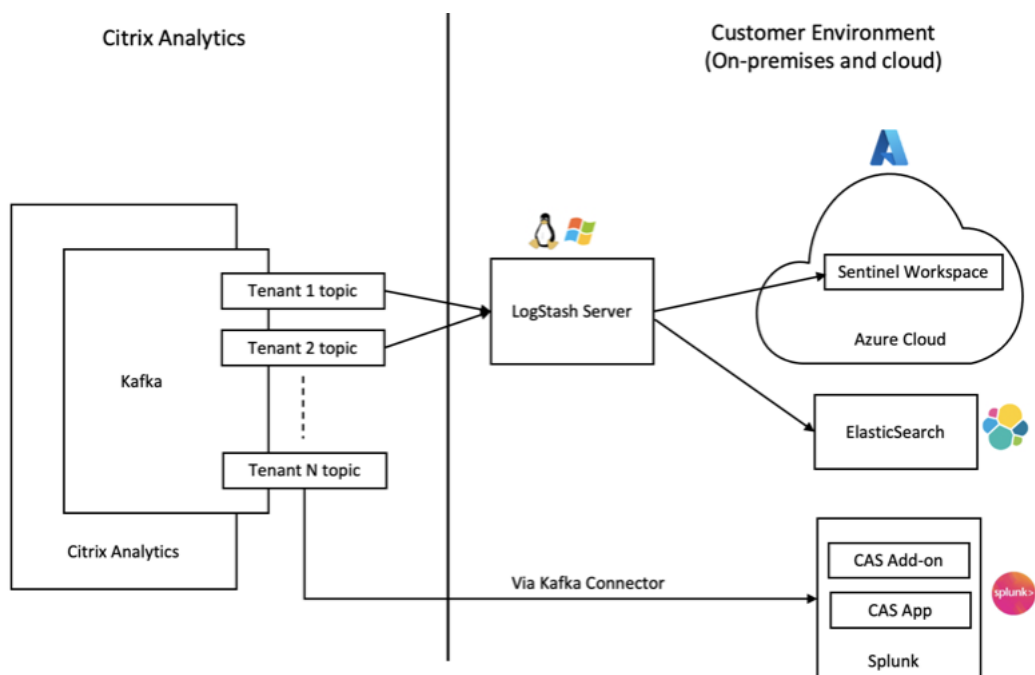 Citrix Analytics
Customer Environment
(On-premises and cloud)
Tenant 1 topic
Tenant 2 topic
Kafka
Tenant N topic
Citrix Analytics
LogStash Server
Sentinel Workspace
Azure Cloud
ElasticSearch
Via Kafka Connector
CAS Add-on
CAS App
Splunk
splunk>